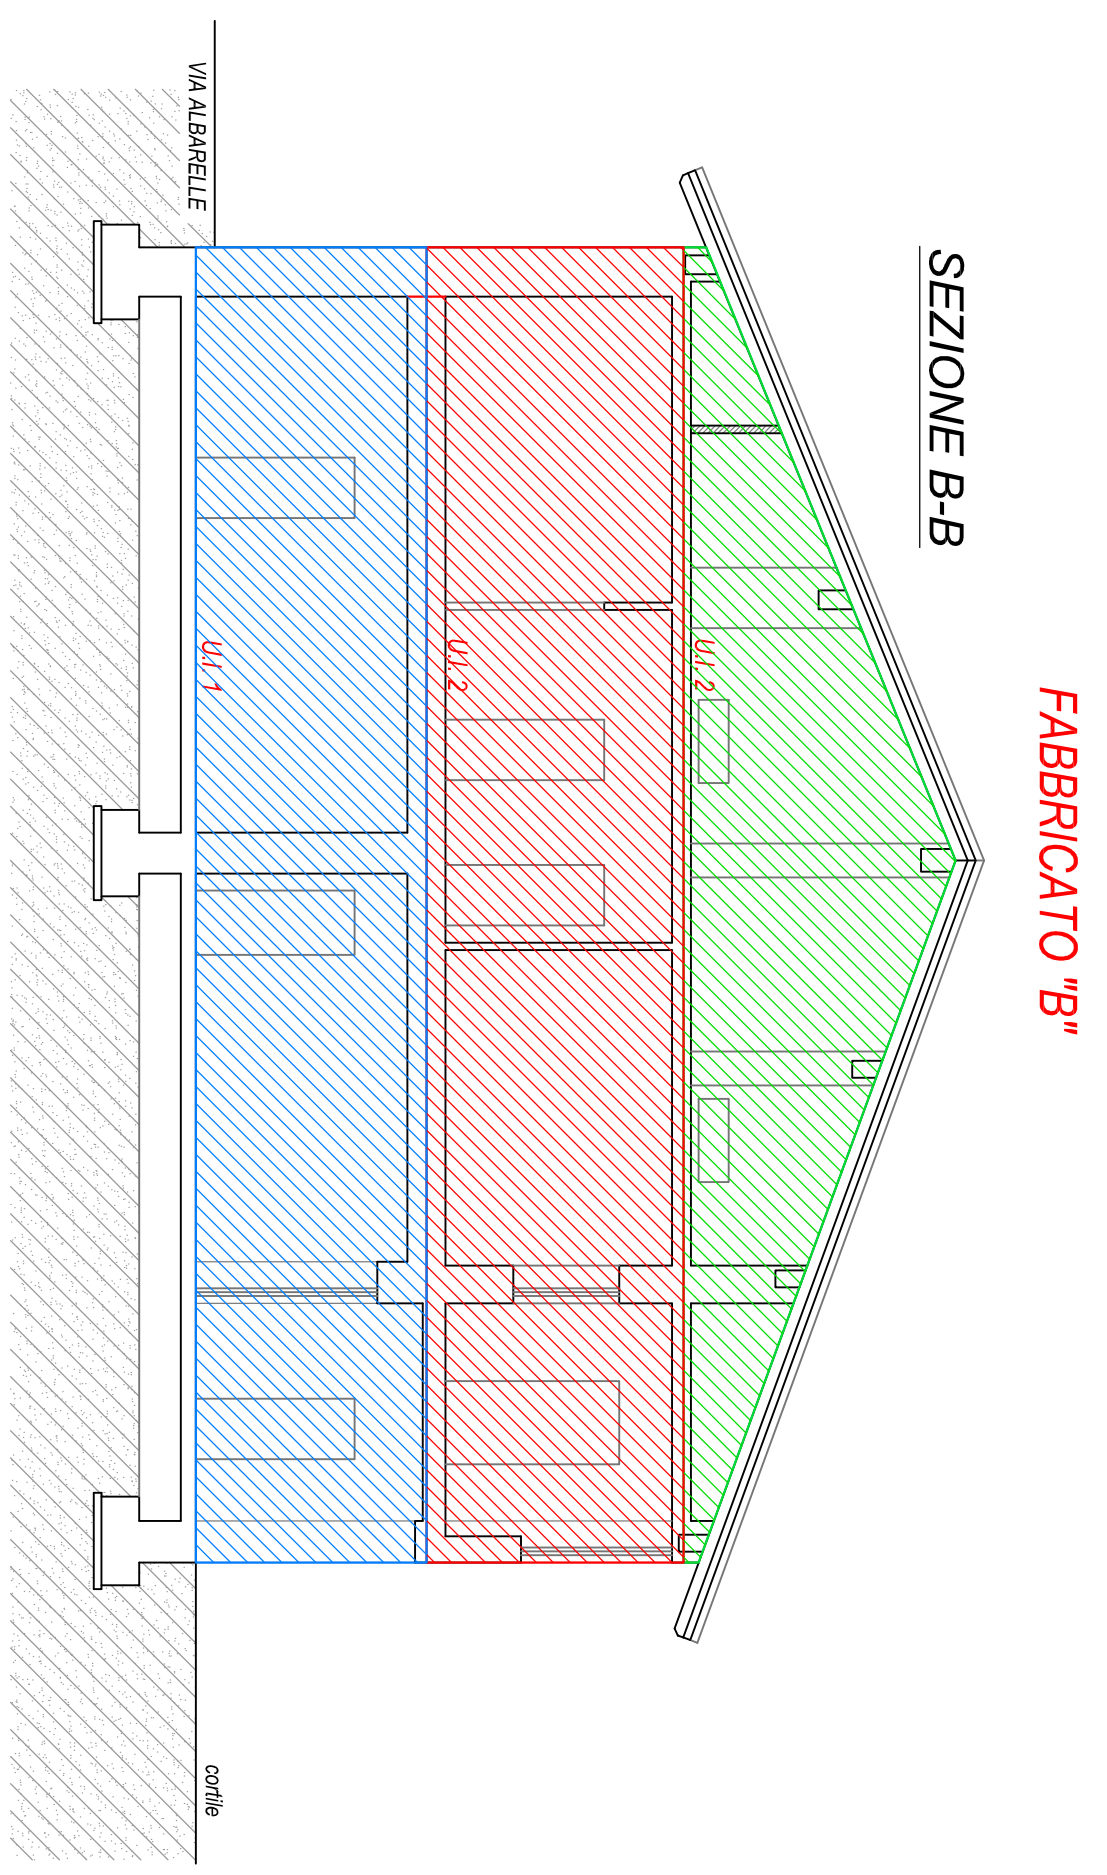 FABBRICATO "B"
SEZIONE B-B
U.I. 2
U.I. 2
U.I. 1
VIA ALBARELLE
cortile